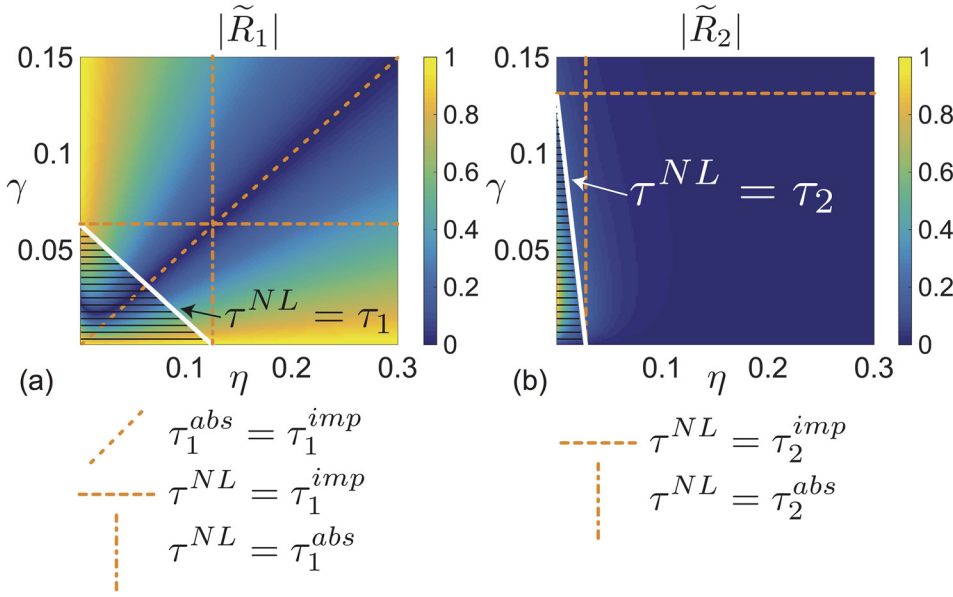 |R̃₁|
0.15
0.1
γ
0.05
τ^{NL} = τ₁
0.1 η 0.2 0.3
1
0.8
0.6
0.4
0.2
0
(a)
τ₁^{abs} = τ₁^{imp}
τ^{NL} = τ₁^{imp}
τ^{NL} = τ₁^{abs}
|R̃₂|
0.15
0.1
γ
0.05
τ^{NL} = τ₂
0.1 η 0.2 0.3
1
0.8
0.6
0.4
0.2
0
(b)
τ^{NL} = τ₂^{imp}
τ^{NL} = τ₂^{abs}